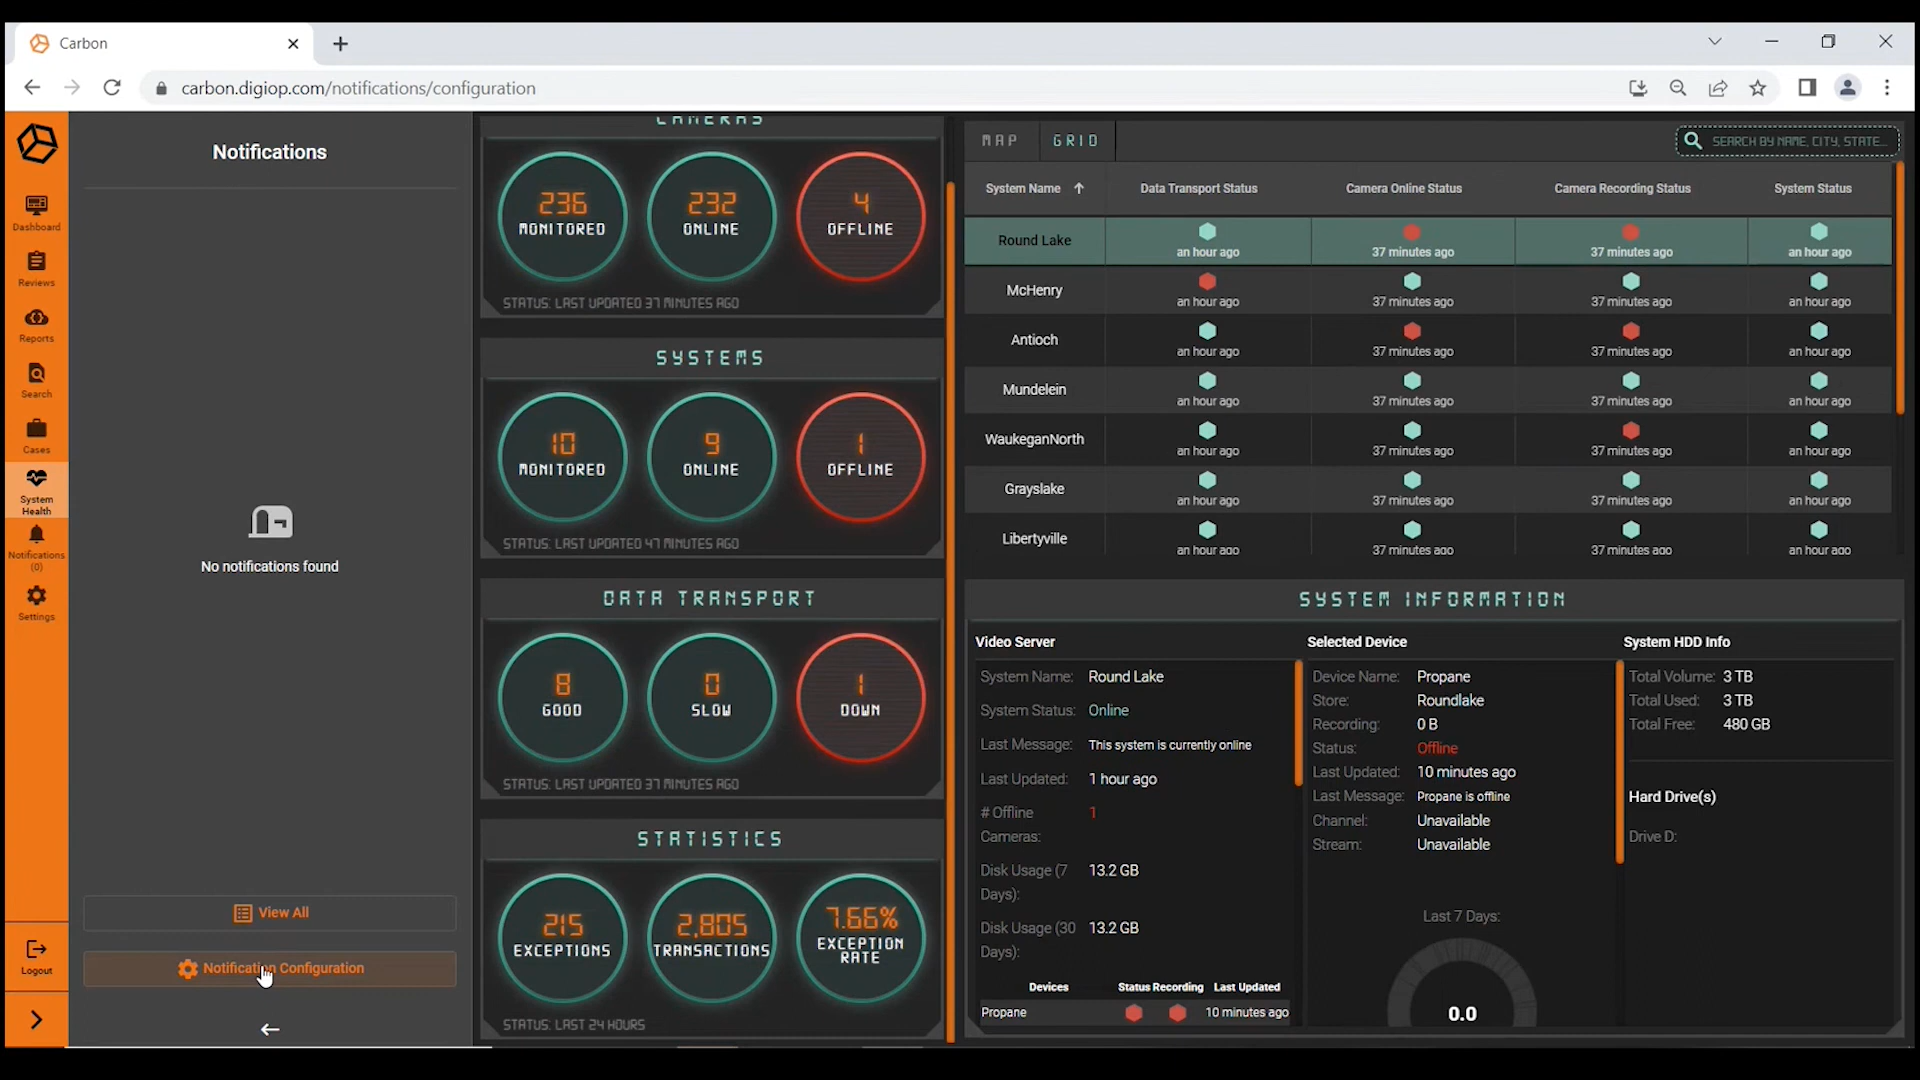 Carbon
carbon.digiop.com/notifications/configuration
Dashboard
Reviews
Reports
Search
Cases
System
Health
Notifications
(0)
Settings
Logout
Notifications
No notifications found
View All
Notification Configuration
CAMERAS
236
MONITORED
232
ONLINE
4
OFFLINE
STATUS: LAST UPDATED 37 MINUTES AGO
SYSTEMS
10
MONITORED
9
ONLINE
1
OFFLINE
STATUS: LAST UPDATED 47 MINUTES AGO
DATA TRANSPORT
8
GOOD
0
SLOW
1
DOWN
STATUS: LAST UPDATED 37 MINUTES AGO
STATISTICS
215
EXCEPTIONS
2,805
TRANSACTIONS
7.66%
EXCEPTION
RATE
STATUS: LAST 24 HOURS
MAP GRID
SEARCH BY NAME, CITY, STATE...
System Name Data Transport Status Camera Online Status Camera Recording Status System Status
Round Lake an hour ago 37 minutes ago 37 minutes ago an hour ago
McHenry an hour ago 37 minutes ago 37 minutes ago an hour ago
Antioch an hour ago 37 minutes ago 37 minutes ago an hour ago
Mundelein an hour ago 37 minutes ago 37 minutes ago an hour ago
WaukeganNorth an hour ago 37 minutes ago 37 minutes ago an hour ago
Grayslake an hour ago 37 minutes ago 37 minutes ago an hour ago
Libertyville an hour ago 37 minutes ago 37 minutes ago an hour ago
SYSTEM INFORMATION
Video Server
System Name: Round Lake
System Status: Online
Last Message: This system is currently online
Last Updated: 1 hour ago
# Offline 1
Cameras:
Disk Usage (7 13.2 GB
Days):
Disk Usage (30 13.2 GB
Days):
Devices Status Recording Last Updated
Propane 10 minutes ago
Selected Device
Device Name: Propane
Store: Roundlake
Recording: 0 B
Status: Offline
Last Updated: 10 minutes ago
Last Message: Propane is offline
Channel: Unavailable
Stream: Unavailable
Last 7 Days:
0.0
System HDD Info
Total Volume: 3 TB
Total Used: 3 TB
Total Free: 480 GB
Hard Drive(s)
Drive D: